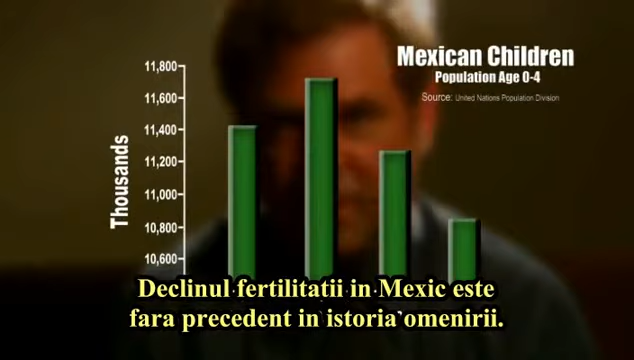 Mexican Children
Population Age 0-4
Source: United Nations Population Division
Thousands
11,800
11,600
11,400
11,200
11,000
10,800
10,600
Declinul fertilitatii in Mexic este
fara precedent in istoria omenirii.